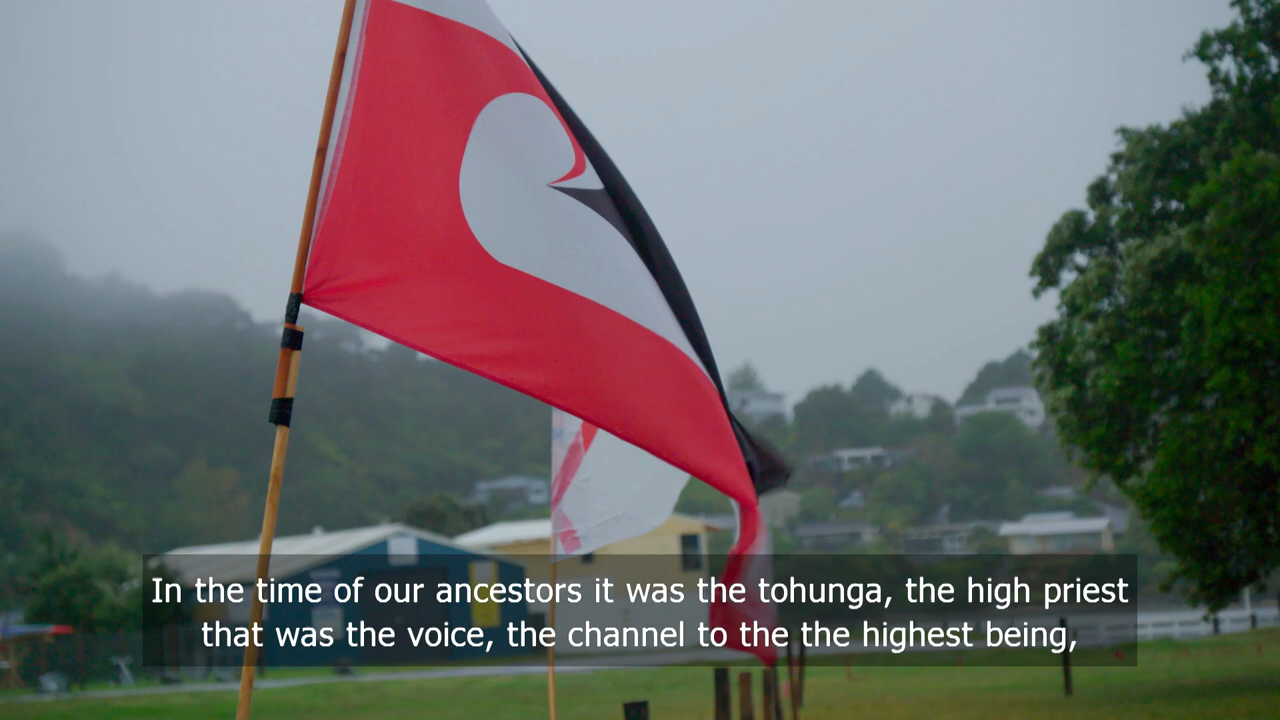 In the time of our ancestors it was the tohunga, the high priest
that was the voice, the channel to the the highest being,